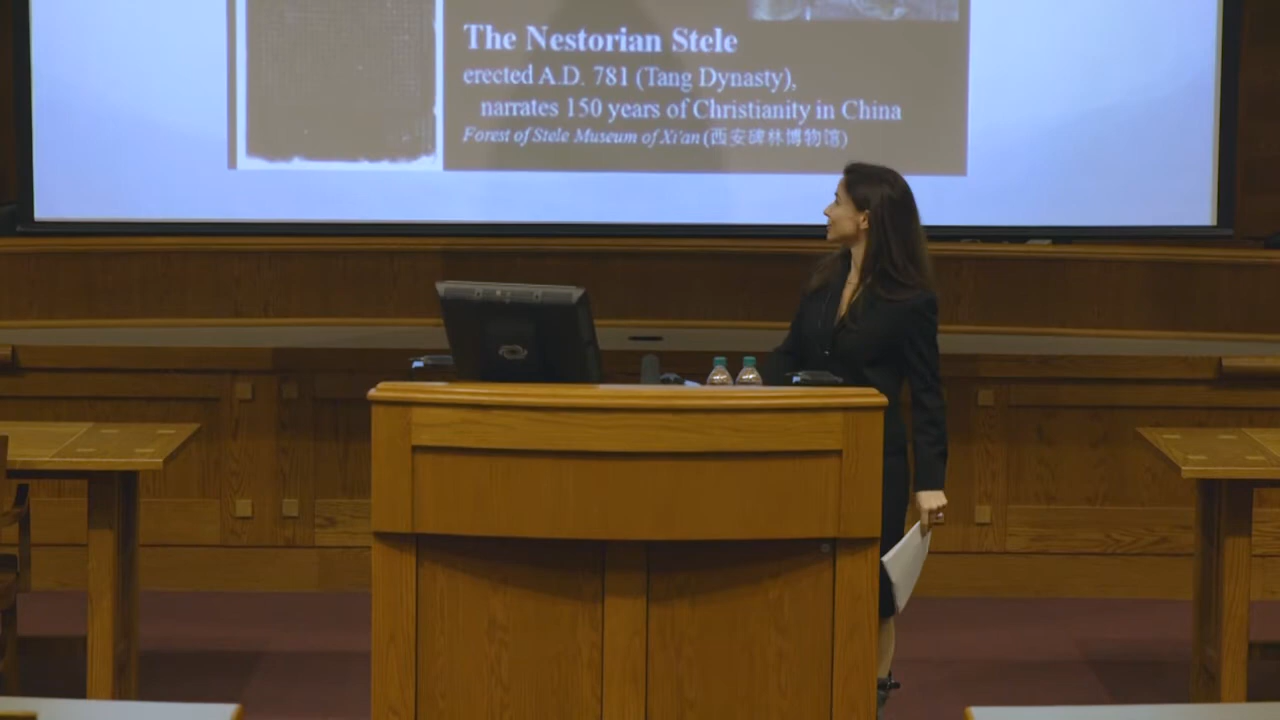 The Nestorian Stele
erected A.D. 781 (Tang Dynasty),
narrates 150 years of Christianity in China
Forest of Stele Museum of Xi'an (西安碑林博物馆)